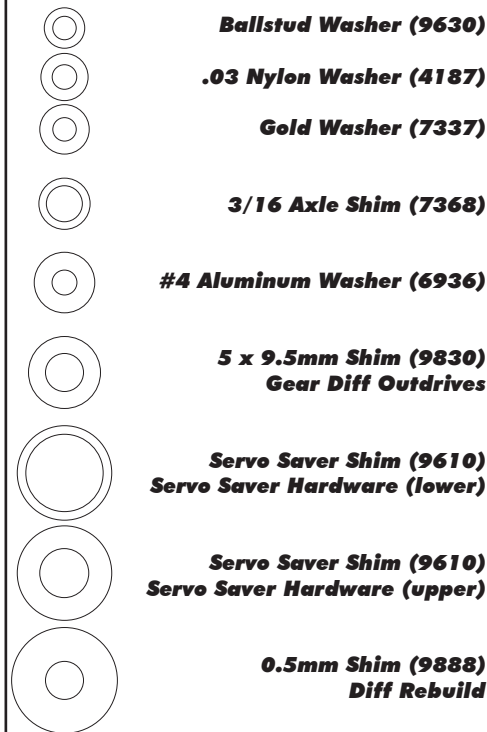 Ballstud Washer (9630)
.03 Nylon Washer (4187)
Gold Washer (7337)
3/16 Axle Shim (7368)
#4 Aluminum Washer (6936)
5 x 9.5mm Shim (9830)
Gear Diff Outdrives
Servo Saver Shim (9610)
Servo Saver Hardware (lower)
Servo Saver Shim (9610)
Servo Saver Hardware (upper)
0.5mm Shim (9888)
Diff Rebuild